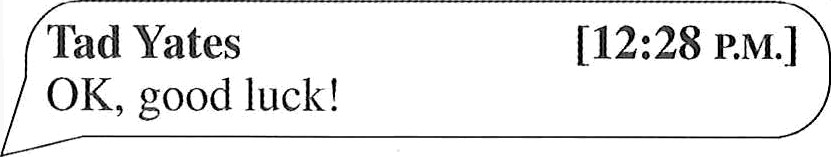 Tad Yates [12:28 P.M.]
OK, good luck!